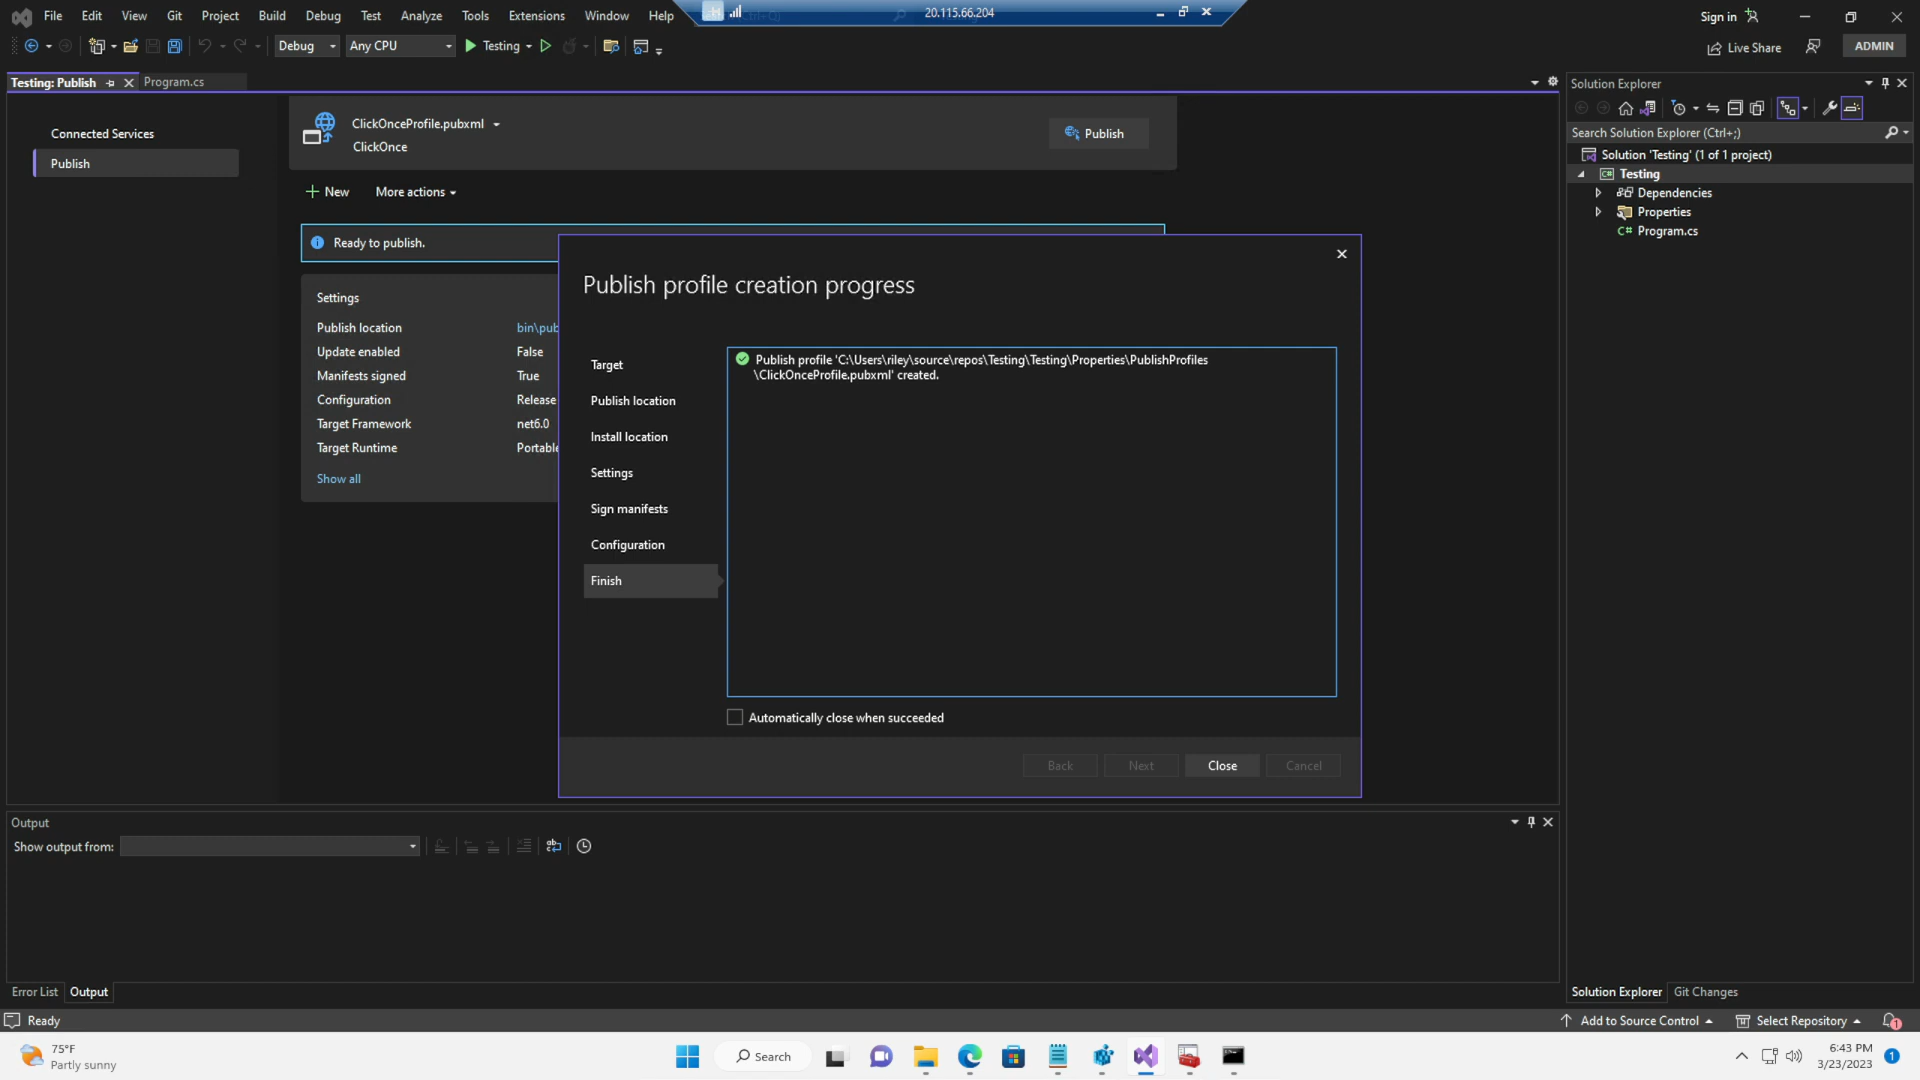 File Edit View Git Project Build Debug Test Analyze Tools Extensions Window Help
20.115.66.204
Sign in
Debug Any CPU Testing
Live Share
ADMIN
Testing: Publish Program.cs
Connected Services
Publish
ClickOnceProfile.pubxml
ClickOnce
Publish
New More actions
Ready to publish.
Settings
Publish location bin\pub
Update enabled False
Manifests signed True
Configuration Release
Target Framework net6.0
Target Runtime Portable
Show all
Publish profile creation progress
Target
Publish location
Install location
Settings
Sign manifests
Configuration
Finish
Publish profile 'C:\Users\riley\source\repos\Testing\Testing\Properties\PublishProfiles
\ClickOnceProfile.pubxml' created.
Automatically close when succeeded
Back Next Close Cancel
Solution Explorer
Search Solution Explorer (Ctrl+;)
Solution 'Testing' (1 of 1 project)
C# Testing
Dependencies
Properties
C# Program.cs
Output
Show output from:
Error List Output
Solution Explorer Git Changes
Ready
Add to Source Control Select Repository 1
75°F
Partly sunny
Search
6:43 PM
3/23/2023
1